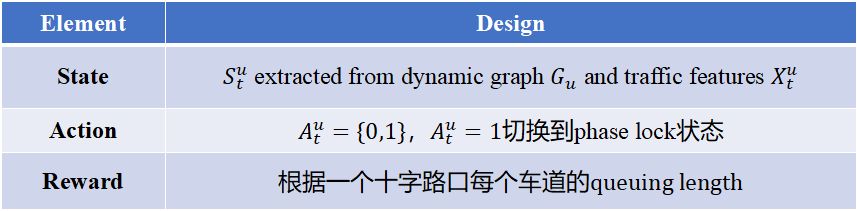 Element Design
State $S_t^u$ extracted from dynamic graph $G_u$ and traffic features $X_t^u$
Action $A_t^u = \{0,1\}$，$A_t^u = 1$切换到phase lock状态
Reward 根据一个十字路口每个车道的queuing length